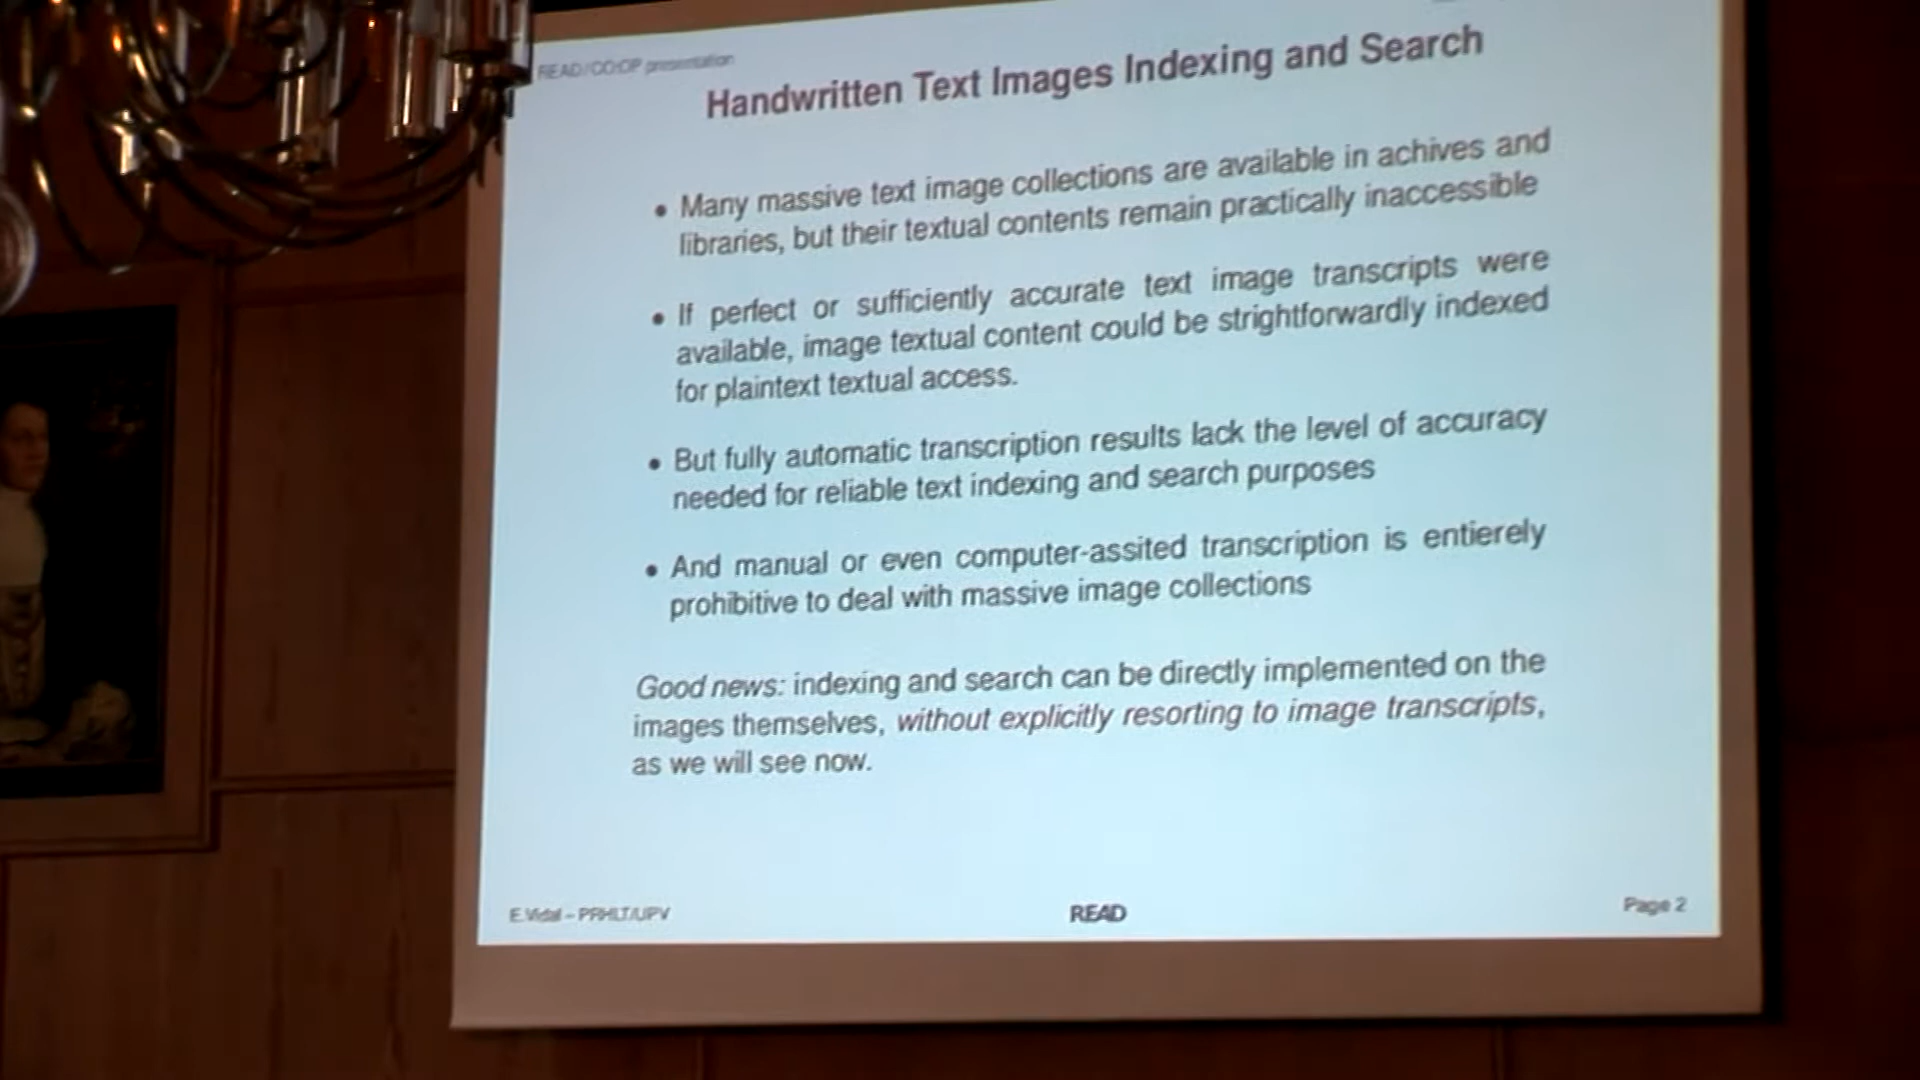 READ/COOP presentation
Handwritten Text Images Indexing and Search
• Many massive text image collections are available in achives and
libraries, but their textual contents remain practically inaccessible
• If perfect or sufficiently accurate text image transcripts were
available, image textual content could be strightforwardly indexed
for plaintext textual access.
• But fully automatic transcription results lack the level of accuracy
needed for reliable text indexing and search purposes
• And manual or even computer-assited transcription is entierely
prohibitive to deal with massive image collections
Good news: indexing and search can be directly implemented on the
images themselves, without explicitly resorting to image transcripts,
as we will see now.
E.Vidal – PRHLT/UPV
READ
Page 2